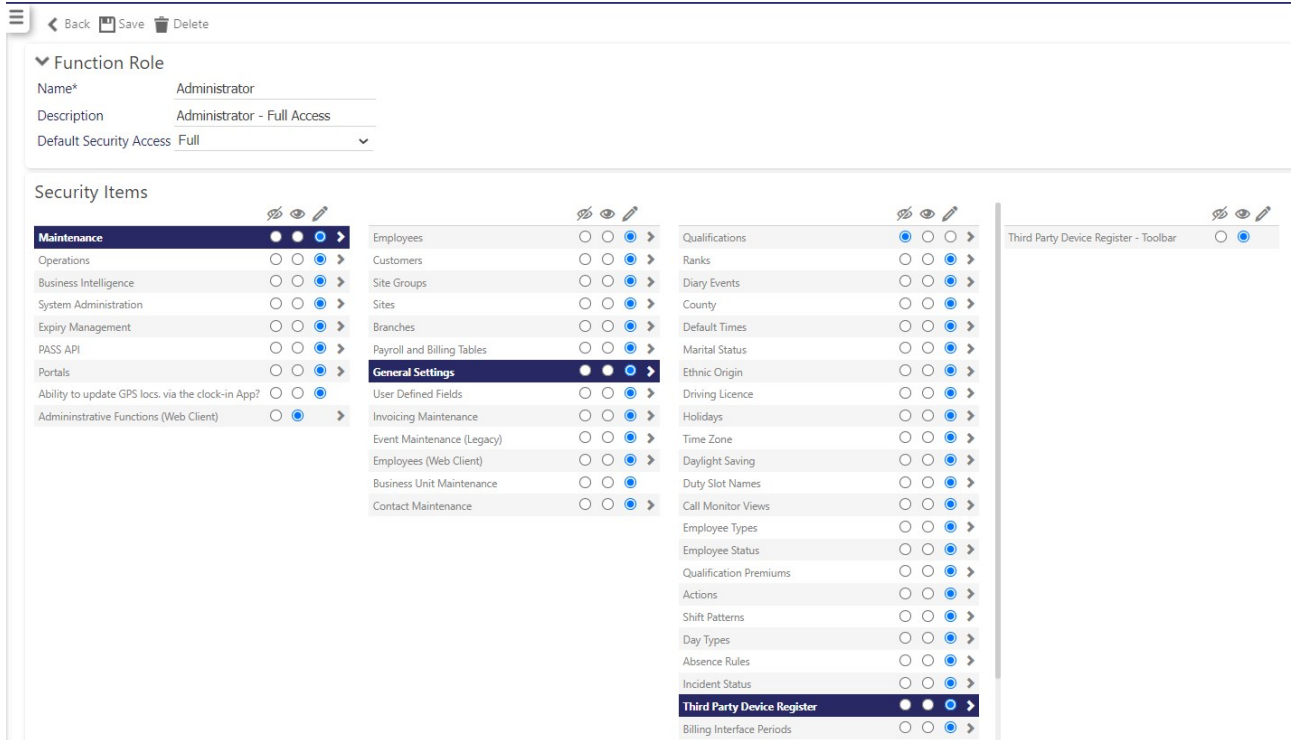 Back Save Delete
Function Role
Name* Administrator
Description Administrator - Full Access
Default Security Access Full
Security Items
Maintenance
Operations
Business Intelligence
System Administration
Expiry Management
PASS API
Portals
Ability to update GPS locs. via the clock-in App?
Admininstrative Functions (Web Client)
Employees
Customers
Site Groups
Sites
Branches
Payroll and Billing Tables
General Settings
User Defined Fields
Invoicing Maintenance
Event Maintenance (Legacy)
Employees (Web Client)
Business Unit Maintenance
Contact Maintenance
Qualifications
Ranks
Diary Events
County
Default Times
Marital Status
Ethnic Origin
Driving Licence
Holidays
Time Zone
Daylight Saving
Duty Slot Names
Call Monitor Views
Employee Types
Employee Status
Qualification Premiums
Actions
Shift Patterns
Day Types
Absence Rules
Incident Status
Third Party Device Register
Billing Interface Periods
Third Party Device Register - Toolbar